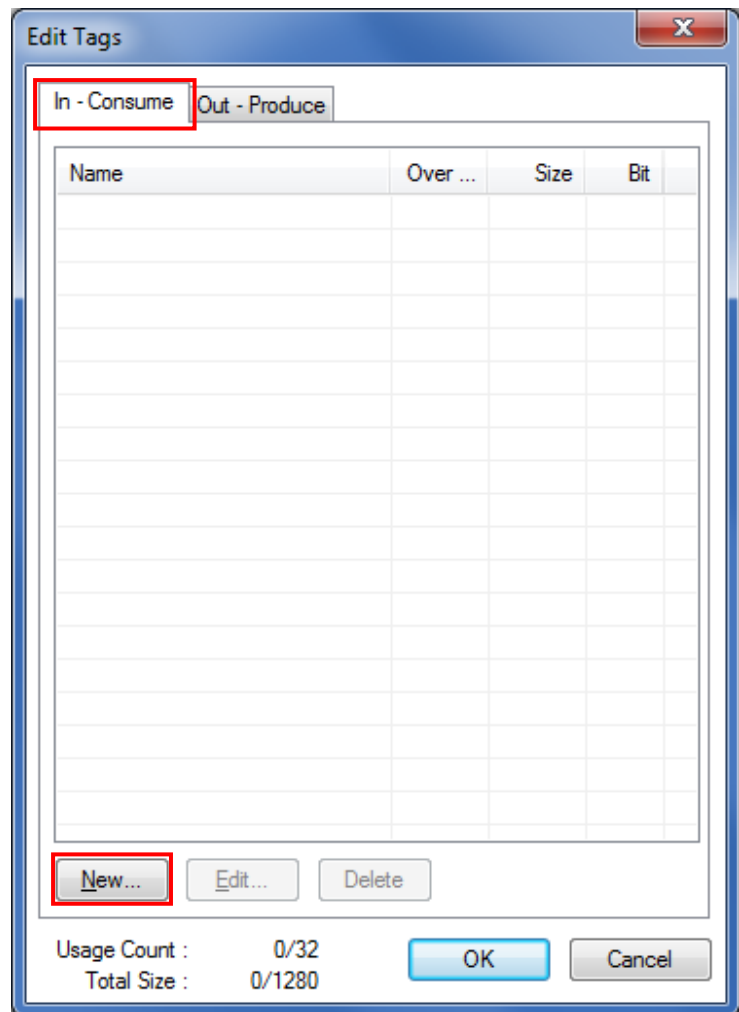 Edit Tags
In - Consume Out - Produce
Name Over ... Size Bit
New... Edit... Delete
Usage Count : 0/32
Total Size : 0/1280
OK Cancel